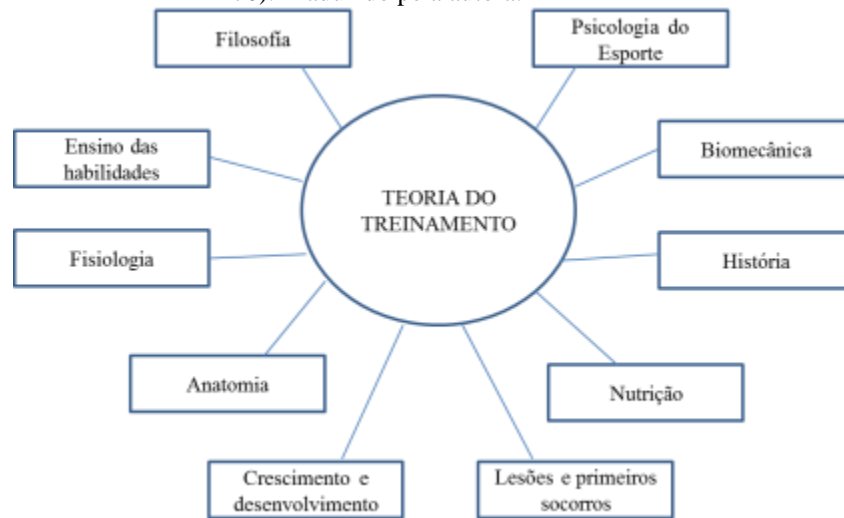 Filosofia
Psicologia do
Esporte
Ensino das
habilidades
Biomecânica
TEORIA DO
TREINAMENTO
Fisiologia
História
Anatomia
Nutrição
Crescimento e
desenvolvimento
Lesões e primeiros
socorros